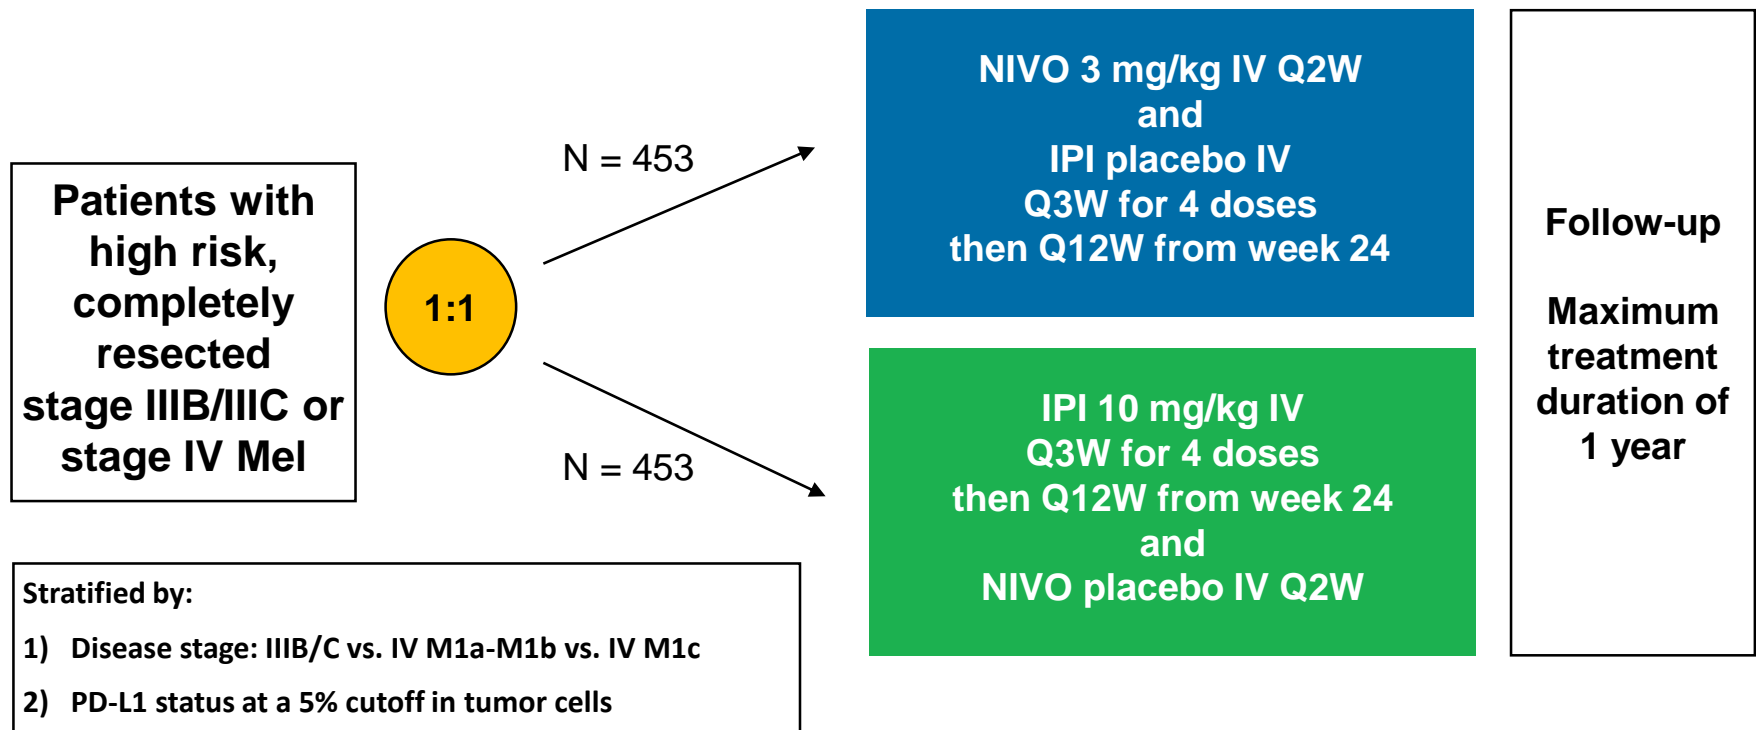 Patients with
high risk,
completely
resected
stage IIIB/IIIC or
stage IV Mel
1:1
N = 453
N = 453
NIVO 3 mg/kg IV Q2W
and
IPI placebo IV
Q3W for 4 doses
then Q12W from week 24
IPI 10 mg/kg IV
Q3W for 4 doses
then Q12W from week 24
and
NIVO placebo IV Q2W
Follow-up
Maximum
treatment
duration of
1 year
Stratified by:
1) Disease stage: IIIB/C vs. IV M1a-M1b vs. IV M1c
2) PD-L1 status at a 5% cutoff in tumor cells